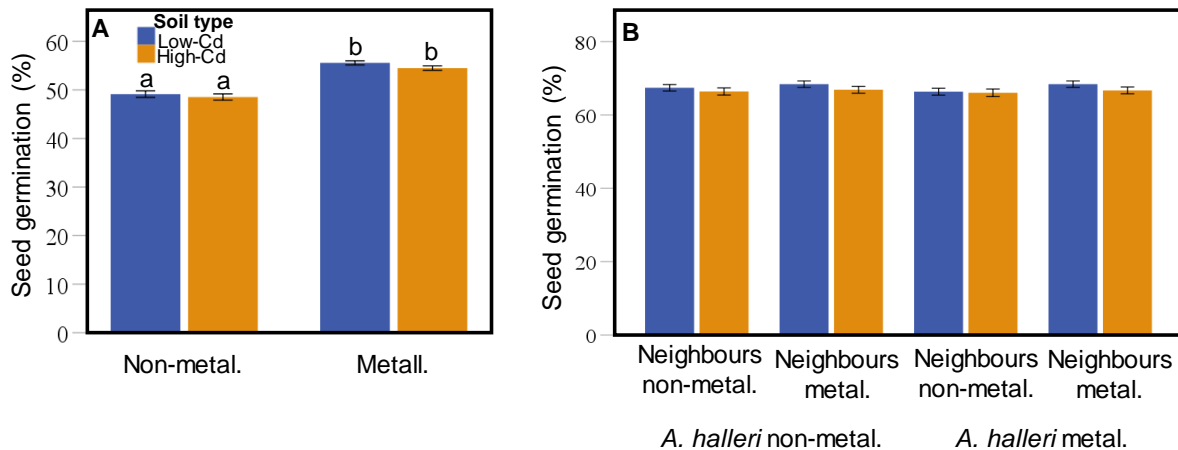 A
Soil type
Low-Cd
High-Cd
Seed germination (%)
60
50
40
30
20
10
0
a
a
b
b
Non-metal.
Metall.
B
Seed germination (%)
80
60
40
20
0
Neighbours
non-metal.
Neighbours
metal.
Neighbours
non-metal.
Neighbours
metal.
A. halleri non-metal.
A. halleri metal.